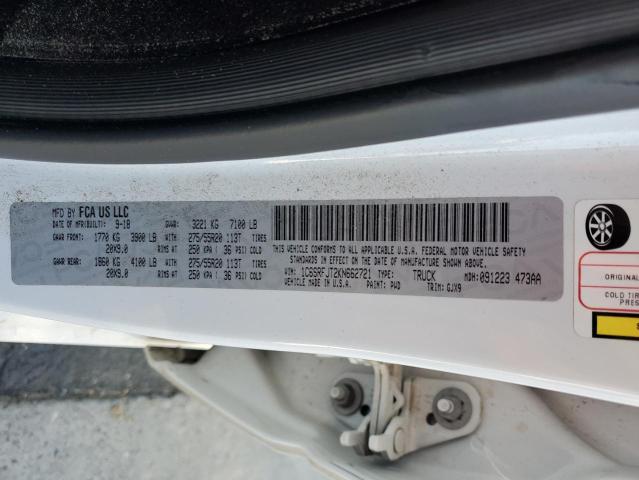 MFD BY FCA US LLC
DATE OF MFR(BUILT): 9-18 GVWR: 3221 KG 7100 LB
GAWR FRONT: 1770 KG 3900 LB WITH 275/55R20 113T TIRES
20X9.0 RIMS AT 250 KPA( 36 PSI) COLD
GAWR REAR: 1860 KG 4100 LB WITH 275/55R20 113T TIRES
20X9.0 RIMS AT 250 KPA( 36 PSI) COLD
THIS VEHICLE CONFORMS TO ALL APPLICABLE U.S.A. FEDERAL MOTOR VEHICLE SAFETY
STANDARDS IN EFFECT ON THE DATE OF MANUFACTURE SHOWN ABOVE.
VIN: 1C6SRFJT2KN662721 TYPE: TRUCK MDH: 091223 473AA
VEHICLE MADE IN U.S.A. PAINT: PWD TRIM: GJX9
ORIGINAL
COLD TI
PRES